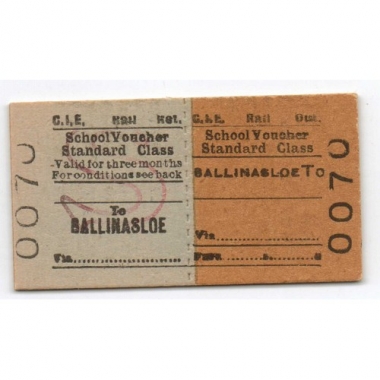 0070
C.I.E. Rail Ret.
School Voucher
Standard Class
Valid for three months
For conditions see back
To
BALLINASLOE
Via
C.I.E. Rail Out.
School Voucher
Standard Class
BALLINASLOE To
Via
Fare
0070